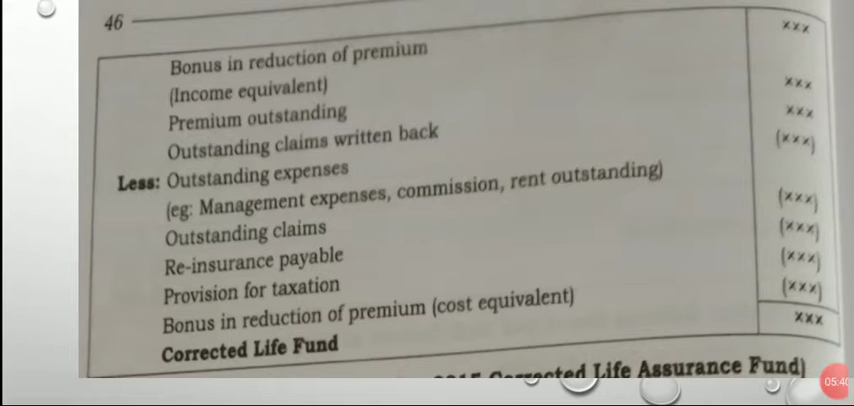 46
Bonus in reduction of premium xxx
(Income equivalent)
Premium outstanding xxx
Outstanding claims written back xxx
Less: Outstanding expenses (xxx)
(eg: Management expenses, commission, rent outstanding)
Outstanding claims (xxx)
Re-insurance payable (xxx)
Provision for taxation (xxx)
Bonus in reduction of premium (cost equivalent) (xxx)
Corrected Life Fund xxx
Corrected Life Assurance Fund)
05:40